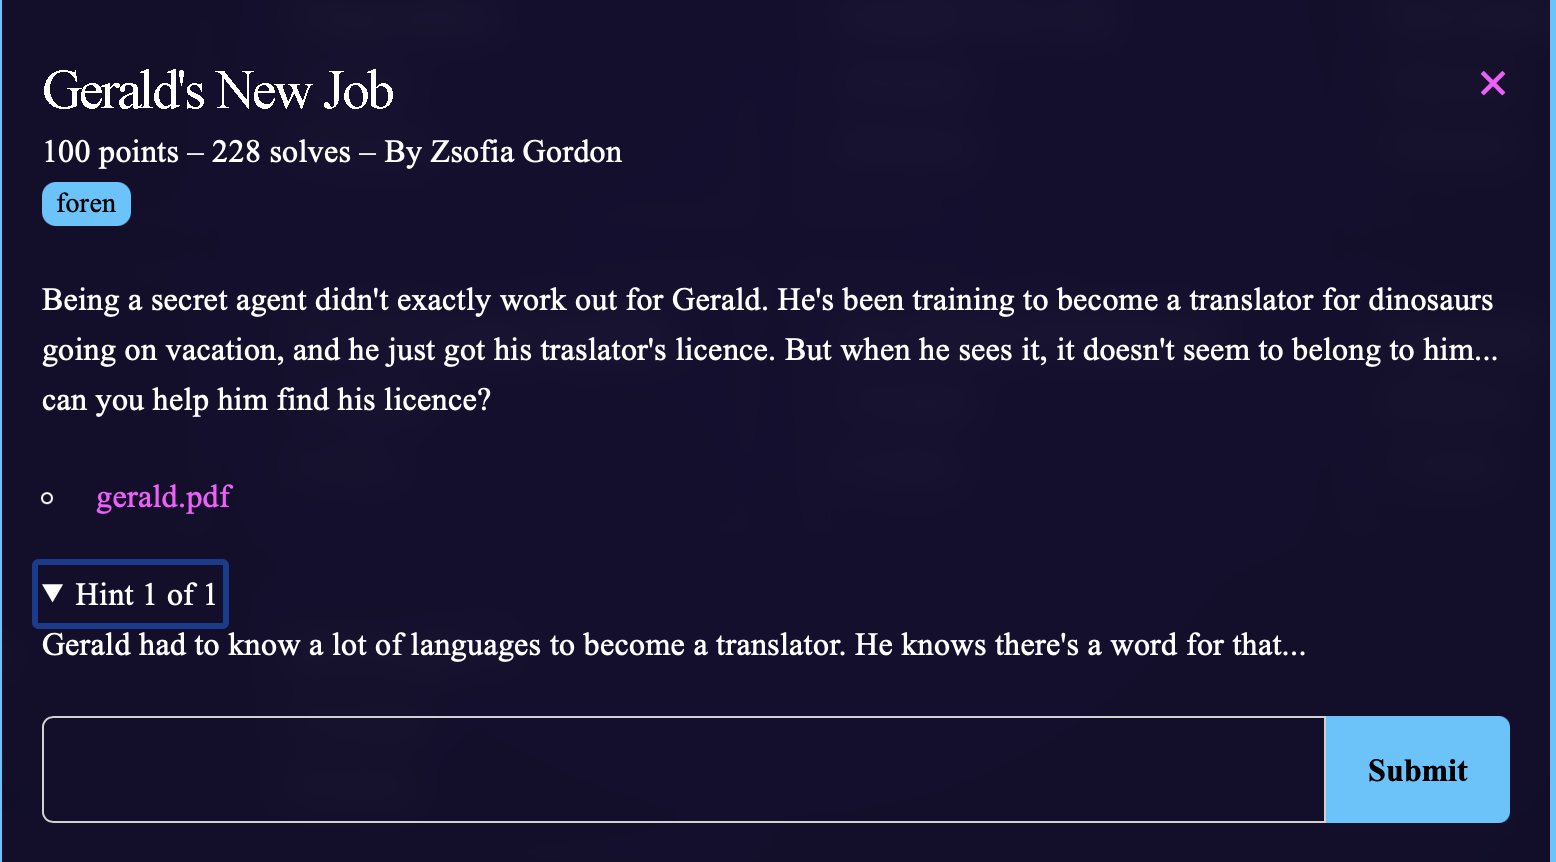 Gerald's New Job
100 points – 228 solves – By Zsofia Gordon
foren
Being a secret agent didn't exactly work out for Gerald. He's been training to become a translator for dinosaurs
going on vacation, and he just got his traslator's licence. But when he sees it, it doesn't seem to belong to him...
can you help him find his licence?
gerald.pdf
▼ Hint 1 of 1
Gerald had to know a lot of languages to become a translator. He knows there's a word for that...
Submit